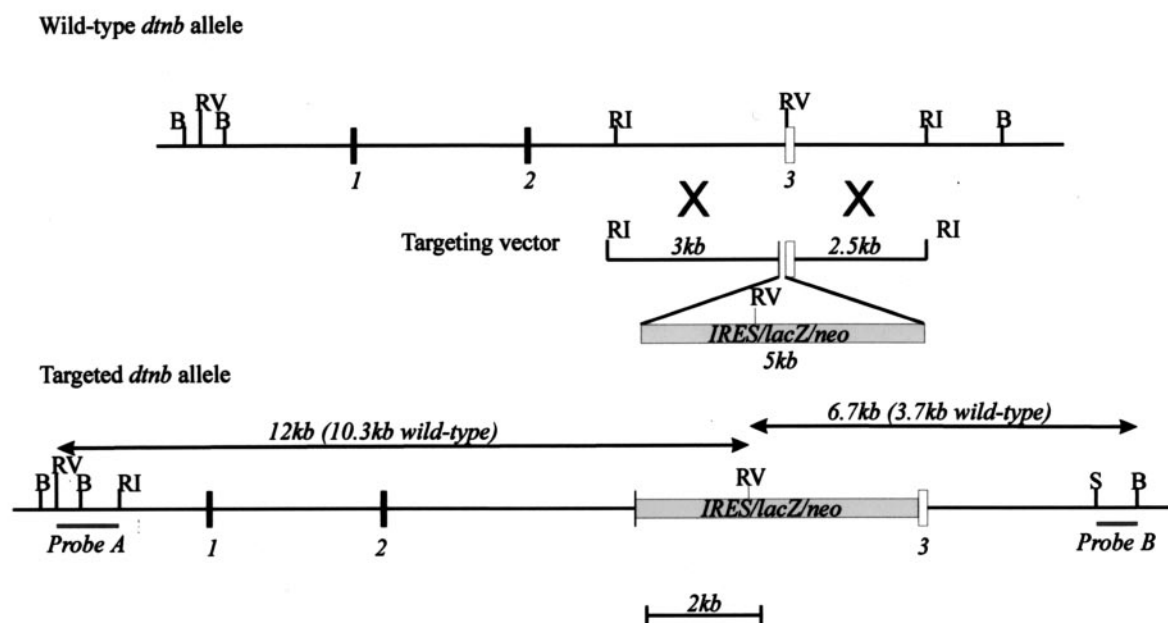 Wild-type dtnb allele
B RV B RI RV RI B
1 2 3
Targeting vector
RI 3kb 2.5kb RI
RV
IRES/lacZ/neo
5kb
Targeted dtnb allele
12kb (10.3kb wild-type) 6.7kb (3.7kb wild-type)
B RV B RI RV S B
IRES/lacZ/neo
Probe A 1 2 3 Probe B
2kb